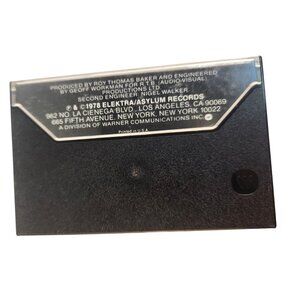 PRODUCED BY ROY THOMAS BAKER AND ENGINEERED
BY GEOFF WORKMAN FOR R.T.B. (AUDIO-VISUAL)
PRODUCTIONS LTD
SECOND ENGINEER: NIGEL WALKER
℗ & ©1978 ELEKTRA/ASYLUM RECORDS
962 NO. LA CIENEGA BLVD., LOS ANGELES, CA 90069
665 FIFTH AVENUE, NEW YORK, NEW YORK 10022
A DIVISION OF WARNER COMMUNICATIONS INC.
Printed in U.S.A.